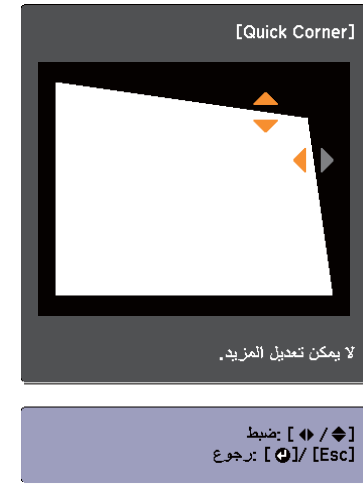 [Quick Corner]
لا يمكن تعديل المزيد.
[⬍ / ⬌] :ضبط
[Esc] /[⏎] :رجوع